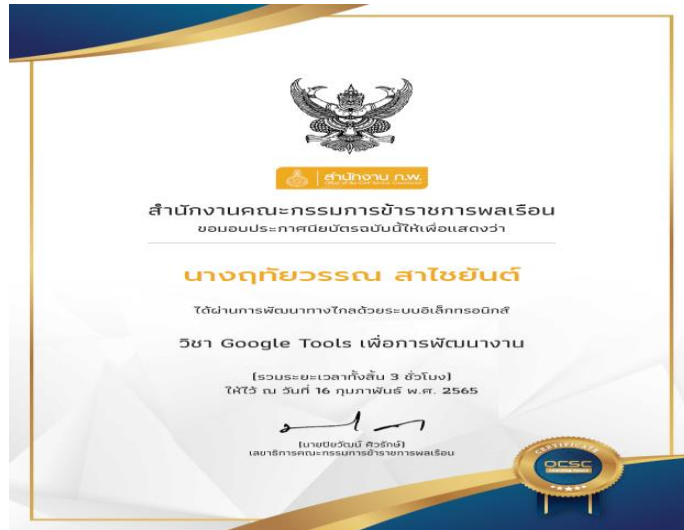 สำนักงาน ก.พ.
สำนักงานคณะกรรมการข้าราชการพลเรือน
ขอมอบประกาศนียบัตรฉบับนี้ให้เพื่อแสดงว่า
นางฤทัยวรรณ สาไชยันต์
ได้ผ่านการพัฒนาทางไกลด้วยระบบอิเล็กทรอนิกส์
วิชา Google Tools เพื่อการพัฒนางาน
(รวมระยะเวลาทั้งสิ้น 3 ชั่วโมง)
ให้ไว้ ณ วันที่ 16 กุมภาพันธ์ พ.ศ. 2565
(นายปิยวัฒน์ ศิวรักษ์)
เลขาธิการคณะกรรมการข้าราชการพลเรือน
CERTIFICATE
OCSC